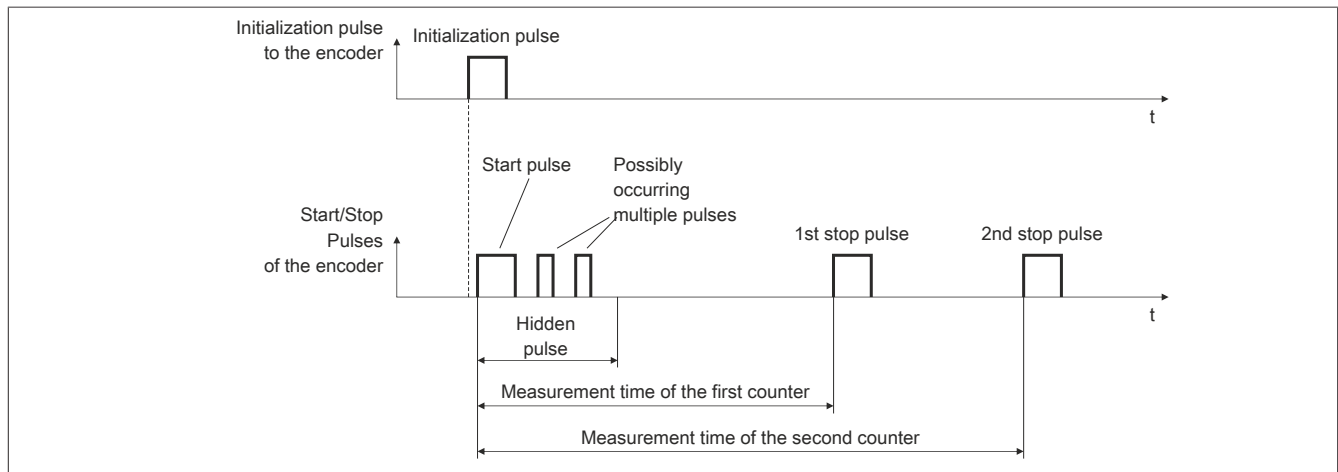 Initialization pulse
to the encoder
Initialization pulse
t
Start pulse
Possibly
occurring
multiple pulses
Start/Stop
Pulses
of the encoder
1st stop pulse
2nd stop pulse
t
Hidden
pulse
Measurement time of the first counter
Measurement time of the second counter